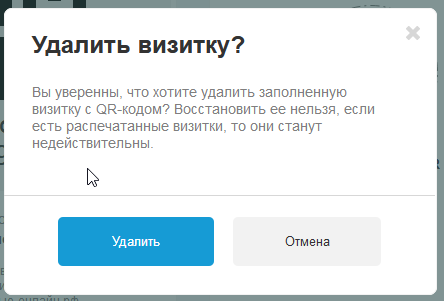 Удалить визитку?
Вы уверенны, что хотите удалить заполненную
визитку с QR-кодом? Восстановить ее нельзя, если
есть распечатанные визитки, то они станут
недействительны.
Удалить
Отмена